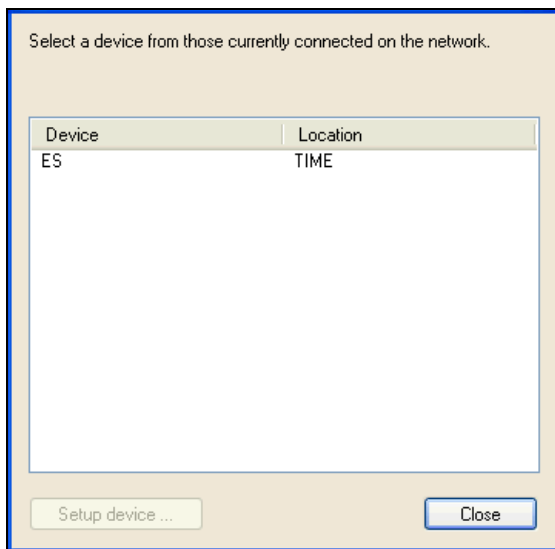 Select a device from those currently connected on the network.
Device Location
ES TIME
Setup device ... Close